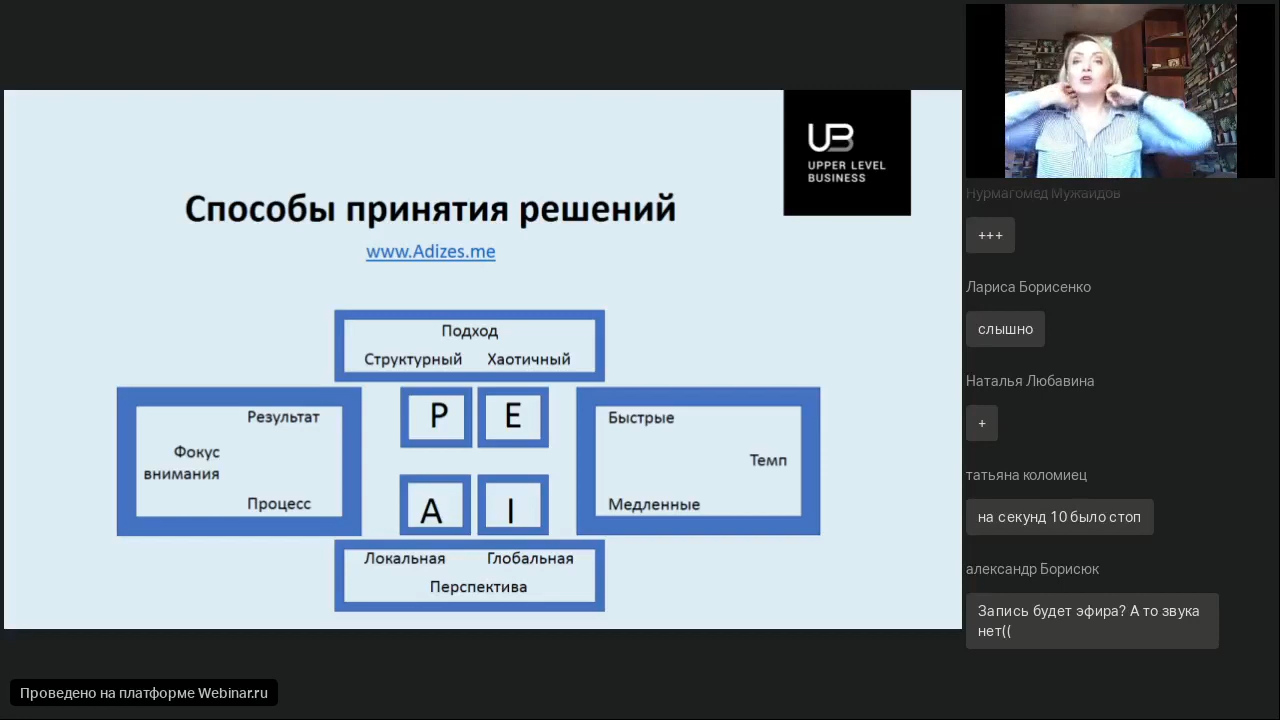 UB
UPPER LEVEL
BUSINESS
Способы принятия решений
www.Adizes.me
Подход
Структурный Хаотичный
P E
Результат
Фокус
внимания
Процесс
Быстрые
Темп
Медленные
A I
Локальная Глобальная
Перспектива
Нурмагомед Мужаидов
+++
Лариса Борисенко
слышно
Наталья Любавина
+
татьяна коломиец
на секунд 10 было стоп
александр Борисюк
Запись будет эфира? А то звука
нет((
Проведено на платформе Webinar.ru